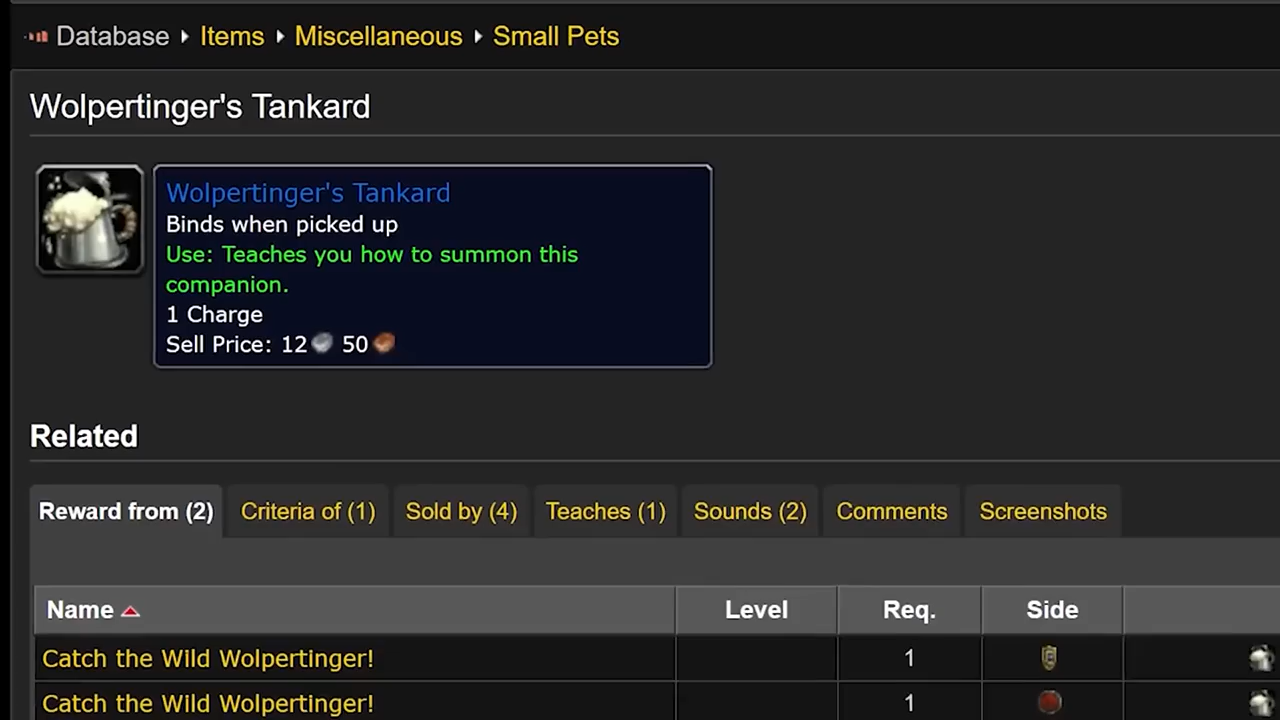 Database Items Miscellaneous Small Pets
Wolpertinger's Tankard
Wolpertinger's Tankard
Binds when picked up
Use: Teaches you how to summon this
companion.
1 Charge
Sell Price: 12 50
Related
Reward from (2) Criteria of (1) Sold by (4) Teaches (1) Sounds (2) Comments Screenshots
Name Level Req. Side
Catch the Wild Wolpertinger! 1
Catch the Wild Wolpertinger! 1